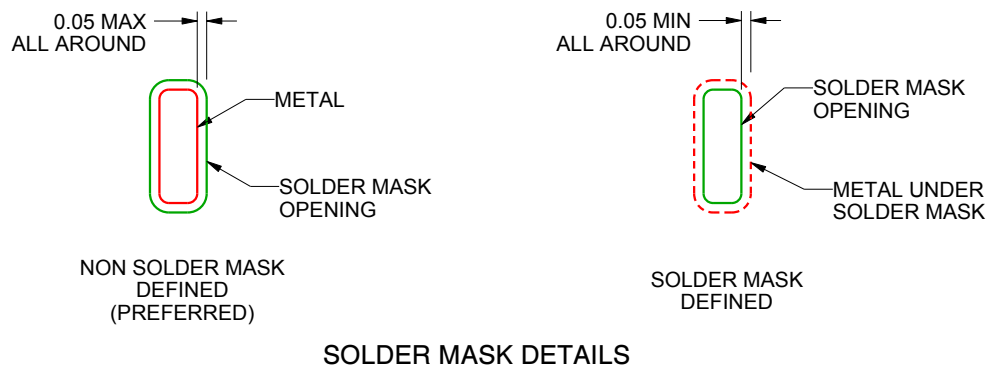 0.05 MAX
ALL AROUND
METAL
SOLDER MASK
OPENING
NON SOLDER MASK
DEFINED
(PREFERRED)
0.05 MIN
ALL AROUND
SOLDER MASK
OPENING
METAL UNDER
SOLDER MASK
SOLDER MASK
DEFINED
SOLDER MASK DETAILS